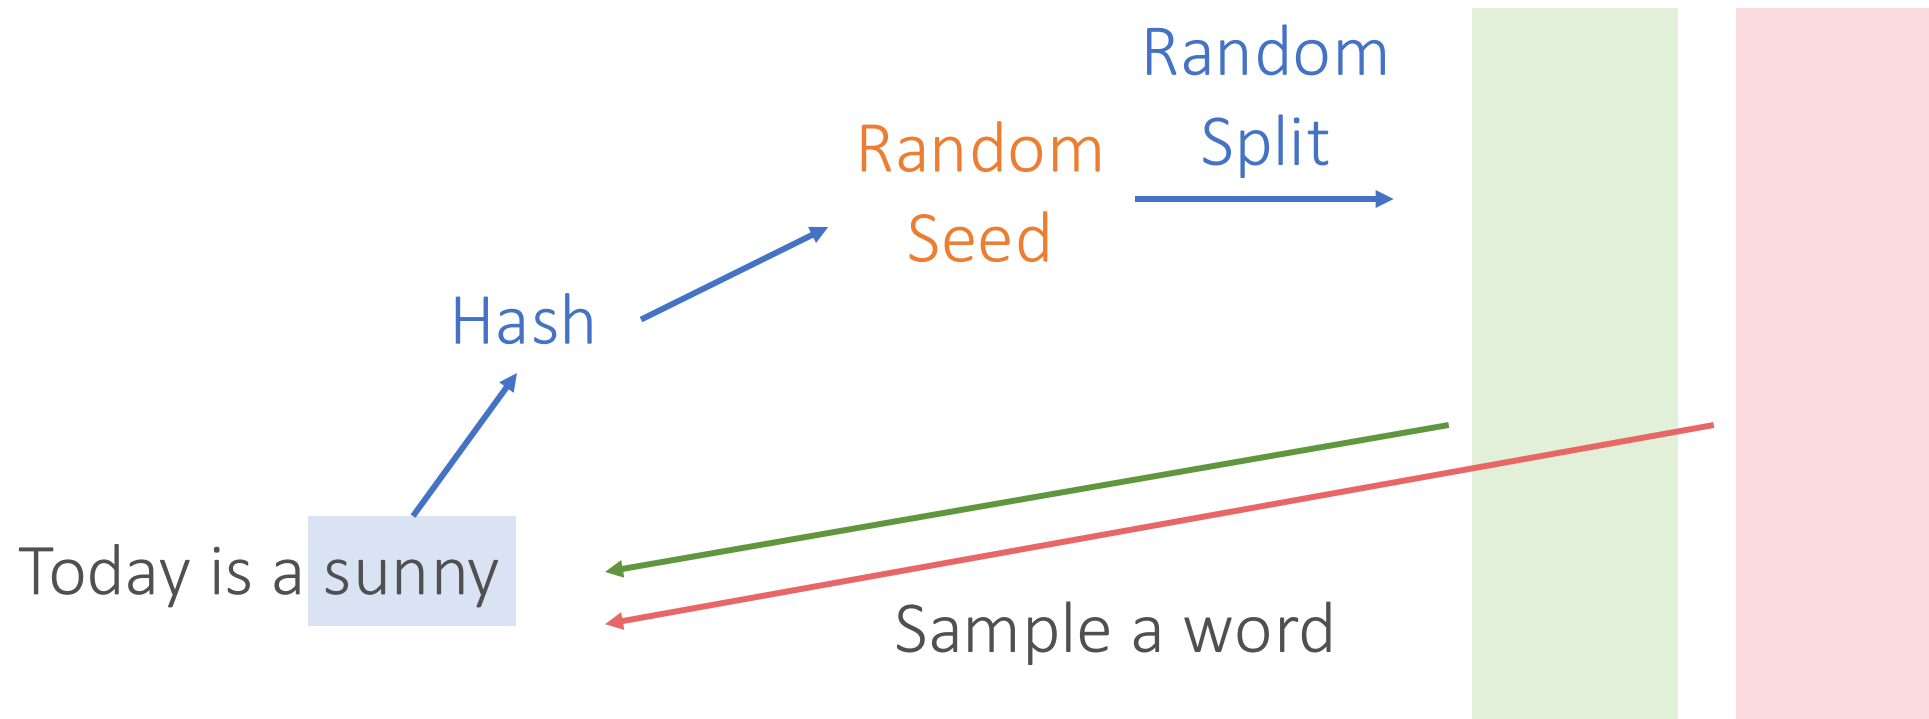 Random
Split
Random
Seed
Hash
Today is a sunny
Sample a word